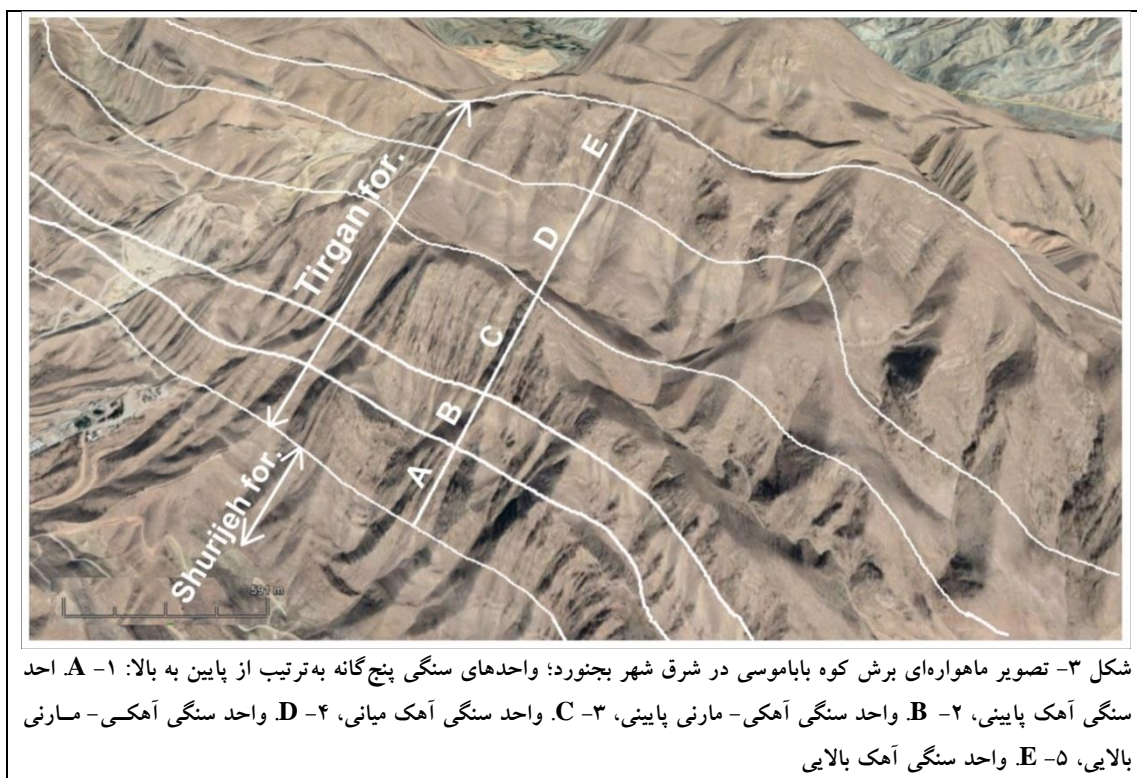 E
D
C
B
A
Tirgan for.
Shurijeh for.
591 m
شکل ۳- تصویر ماهواره‌ای برش کوه باباموسی در شرق شهر بجنورد؛ واحدهای سنگی پنج‌گانه به‌ترتیب از پایین به بالا: ۱- A. احد
سنگی آهک پایینی، ۲- B. واحد سنگی آهکی- مارنی پایینی، ۳- C. واحد سنگی آهک میانی، ۴- D. واحد سنگی آهکی- مارنی
بالایی، ۵- E. واحد سنگی آهک بالایی